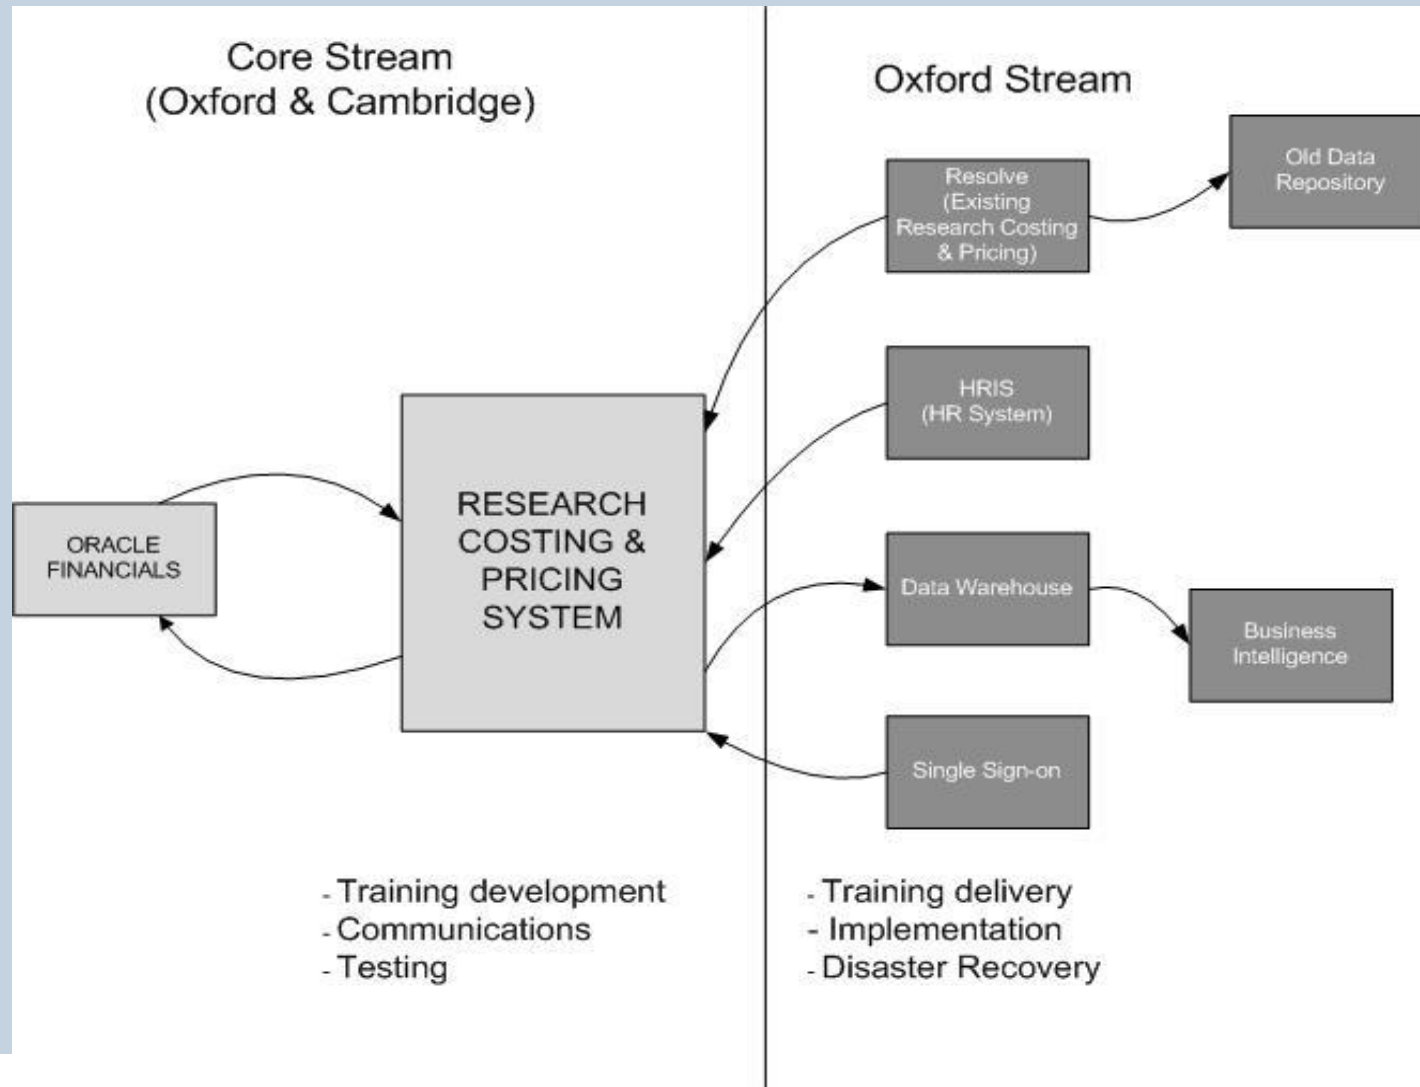 Core Stream
(Oxford & Cambridge)
Oxford Stream
Resolve
(Existing
Research Costing
& Pricing)
Old Data
Repository
HRIS
(HR System)
RESEARCH
COSTING &
PRICING
SYSTEM
ORACLE
FINANCIALS
Data Warehouse
Business
Intelligence
Single Sign-on
- Training development
- Communications
- Testing
- Training delivery
- Implementation
- Disaster Recovery